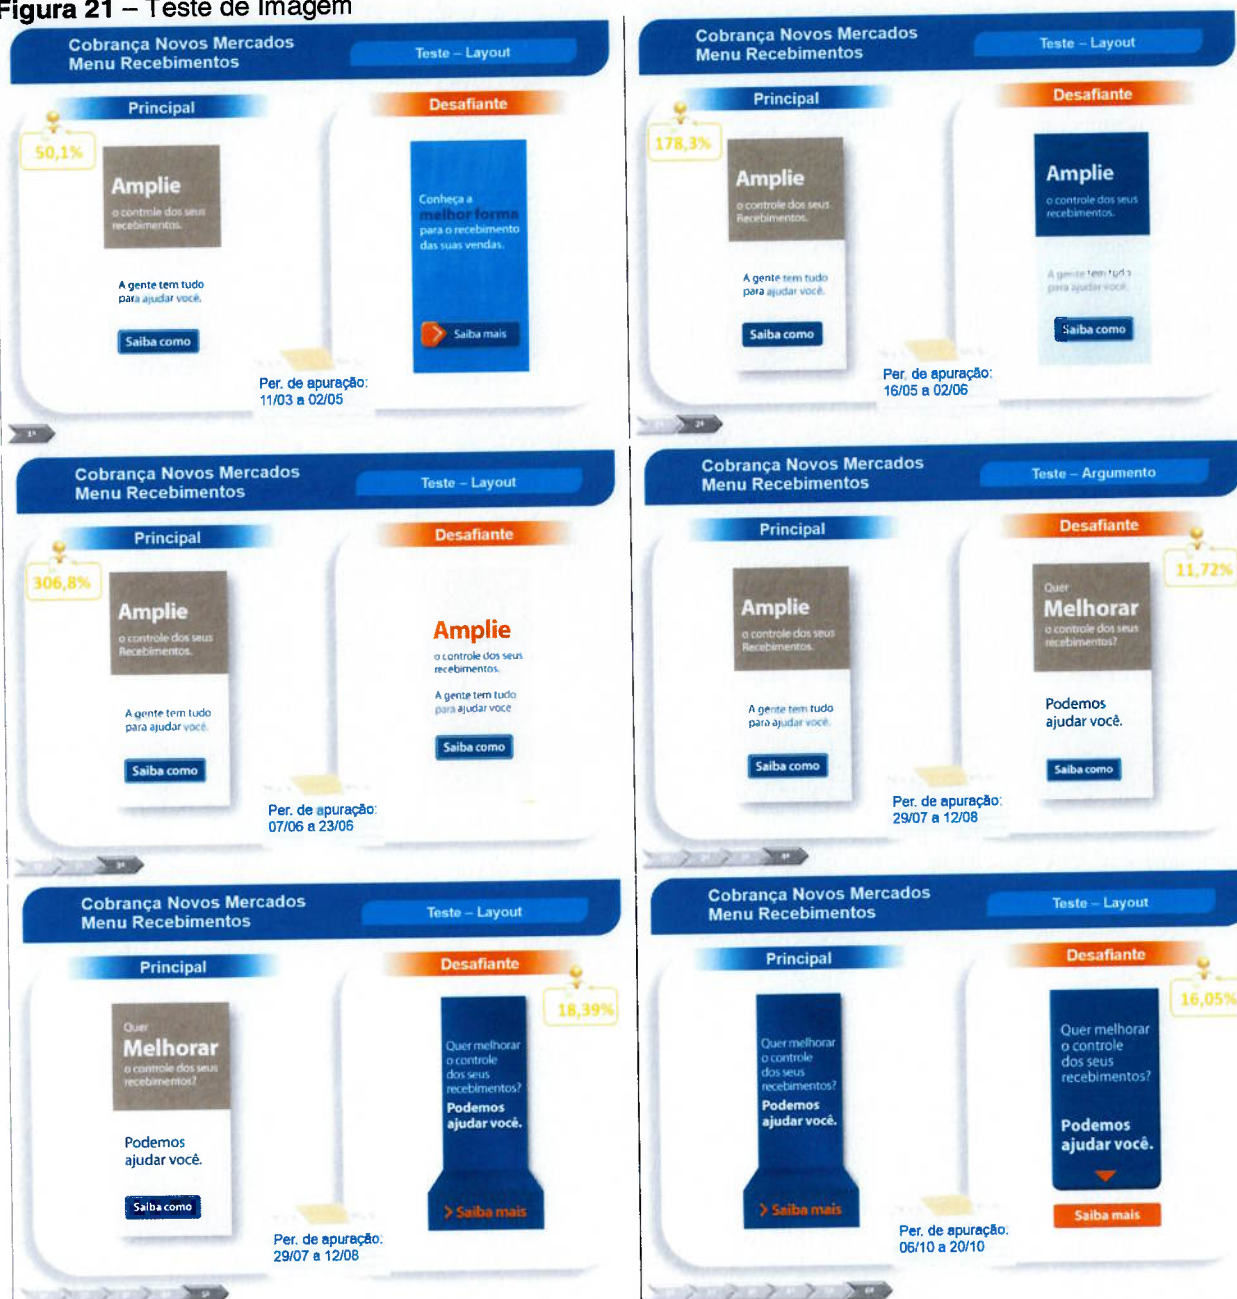 Figura 21 – Teste de Imagem
Cobrança Novos Mercados
Menu Recebimentos
Teste – Layout
Principal
Desafiante
50,1%
Amplie
o controle dos seus
recebimentos.
A gente tem tudo
para ajudar você.
Saiba como
Conheça a
melhor forma
para o recebimento
das suas vendas.
Saiba mais
Per. de apuração:
11/03 a 02/05
1ª
Cobrança Novos Mercados
Menu Recebimentos
Teste – Layout
Principal
Desafiante
178,3%
Amplie
o controle dos seus
Recebimentos.
A gente tem tudo
para ajudar você.
Saiba como
Amplie
o controle dos seus
recebimentos.
A gente tem tudo
para ajudar você.
Saiba como
Per. de apuração:
16/05 a 02/06
2ª
Cobrança Novos Mercados
Menu Recebimentos
Teste – Layout
Principal
Desafiante
306,8%
Amplie
o controle dos seus
Recebimentos.
A gente tem tudo
para ajudar você.
Saiba como
Amplie
o controle dos seus
recebimentos.
A gente tem tudo
para ajudar você
Saiba como
Per. de apuração:
07/06 a 23/06
3ª
Cobrança Novos Mercados
Menu Recebimentos
Teste – Argumento
Principal
Desafiante
11,72%
Amplie
o controle dos seus
Recebimentos.
A gente tem tudo
para ajudar você.
Saiba como
Quer
Melhorar
o controle dos seus
recebimentos?
Podemos
ajudar você.
Saiba como
Per. de apuração:
29/07 a 12/08
4ª
Cobrança Novos Mercados
Menu Recebimentos
Teste – Layout
Principal
Desafiante
18,39%
Quer
Melhorar
o controle dos seus
recebimentos?
Podemos
ajudar você.
Saiba como
Quer melhorar
o controle
dos seus
recebimentos?
Podemos
ajudar você.
> Saiba mais
Per. de apuração:
29/07 a 12/08
5ª
Cobrança Novos Mercados
Menu Recebimentos
Teste – Layout
Principal
Desafiante
16,05%
Quer melhorar
o controle
dos seus
recebimentos?
Podemos
ajudar você.
> Saiba mais
Quer melhorar
o controle
dos seus
recebimentos?
Podemos
ajudar você.
Saiba mais
Per. de apuração:
06/10 a 20/10
6ª